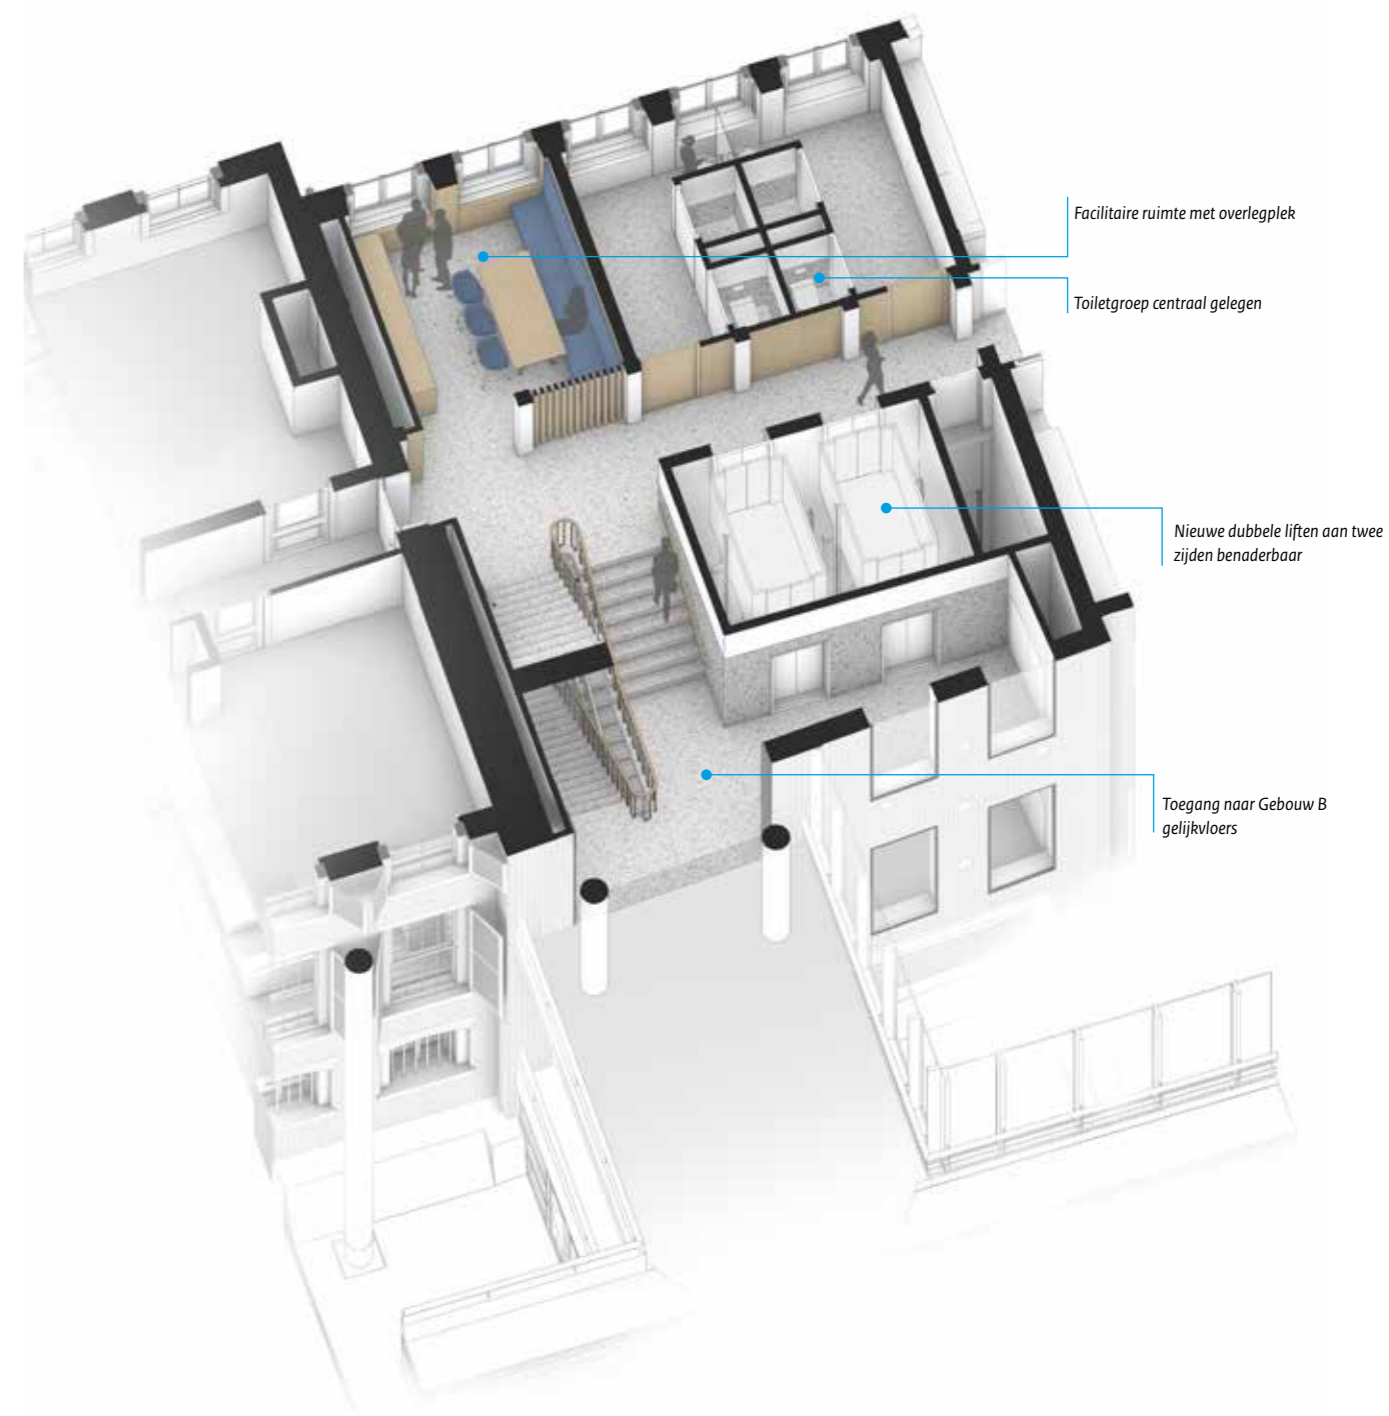 Facilitaire ruimte met overlegplek
Toiletgroep centraal gelegen
Nieuwe dubbele liften aan twee
zijden benaderbaar
Toegang naar Gebouw B
gelijkvloers